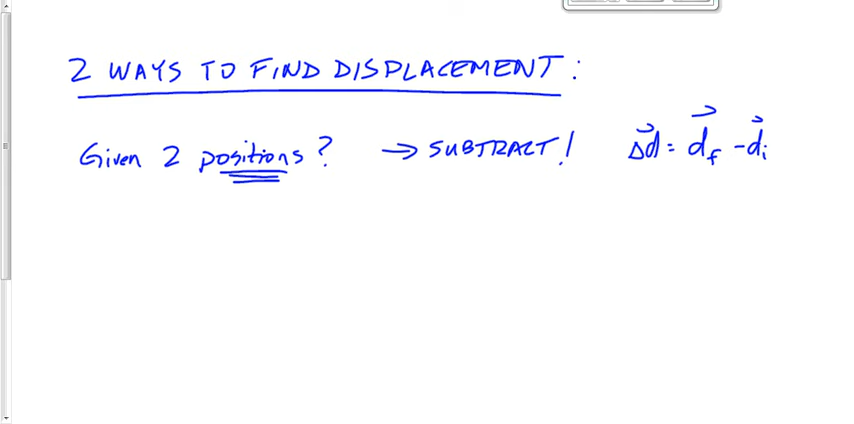 2 WAYS TO FIND DISPLACEMENT:
Given 2 positions? → SUBTRACT! Δd⃗ = d⃗f - d⃗i